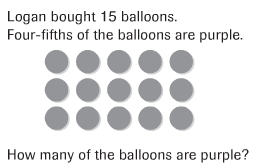 Logan bought 15 balloons.
Four-fifths of the balloons are purple.
How many of the balloons are purple?